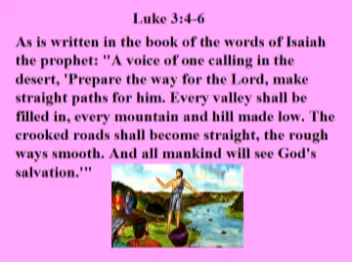 Luke 3:4-6
As is written in the book of the words of Isaiah
the prophet: "A voice of one calling in the
desert, 'Prepare the way for the Lord, make
straight paths for him. Every valley shall be
filled in, every mountain and hill made low. The
crooked roads shall become straight, the rough
ways smooth. And all mankind will see God's
salvation.'"